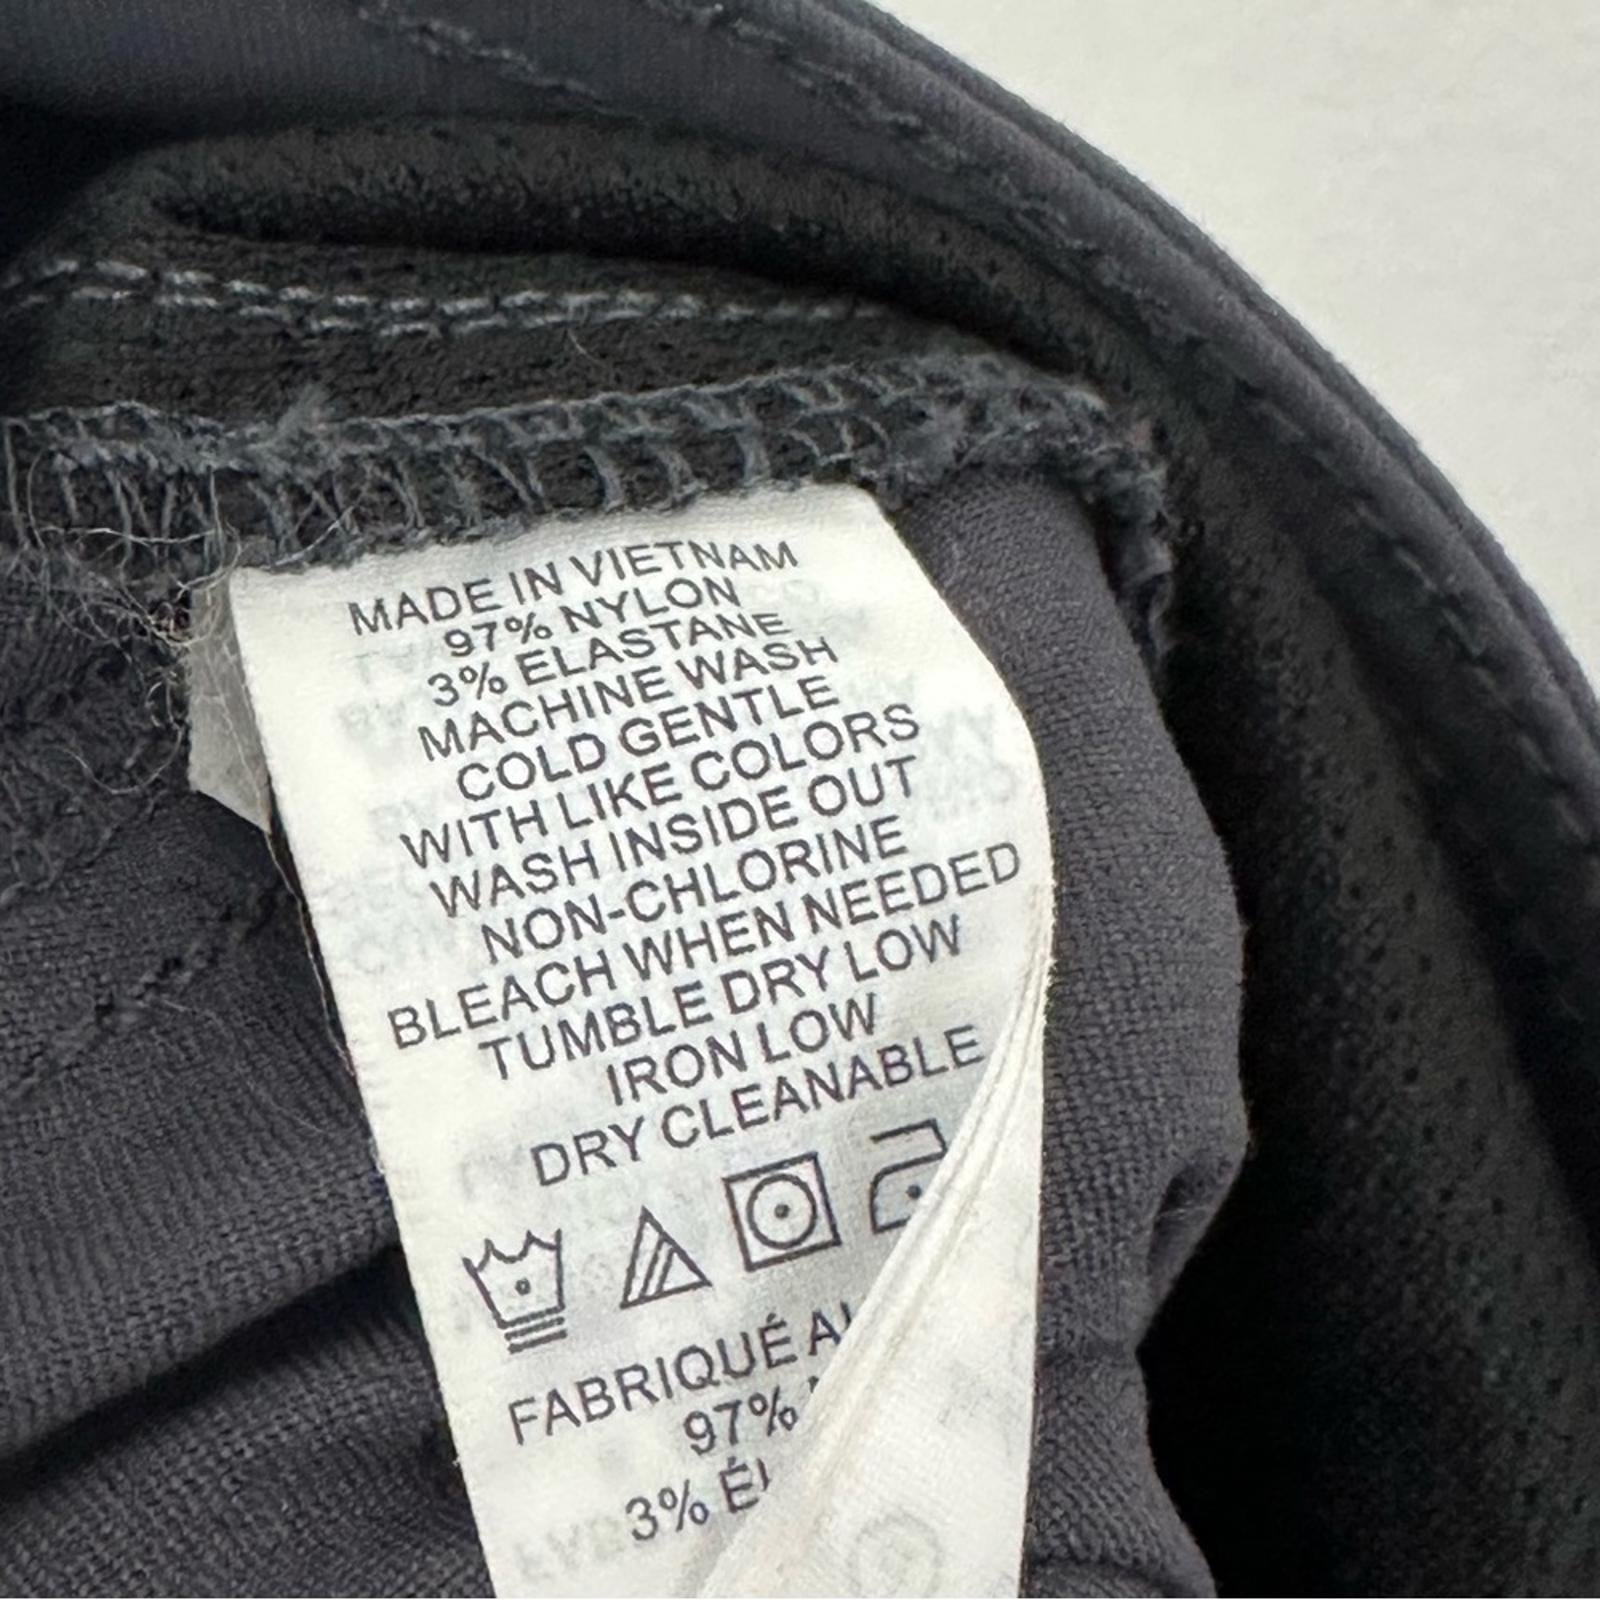 MADE IN VIETNAM
97% NYLON
3% ELASTANE
MACHINE WASH
COLD GENTLE
WITH LIKE COLORS
WASH INSIDE OUT
NON-CHLORINE
BLEACH WHEN NEEDED
TUMBLE DRY LOW
IRON LOW
DRY CLEANABLE
FABRIQUÉ
97%
3%